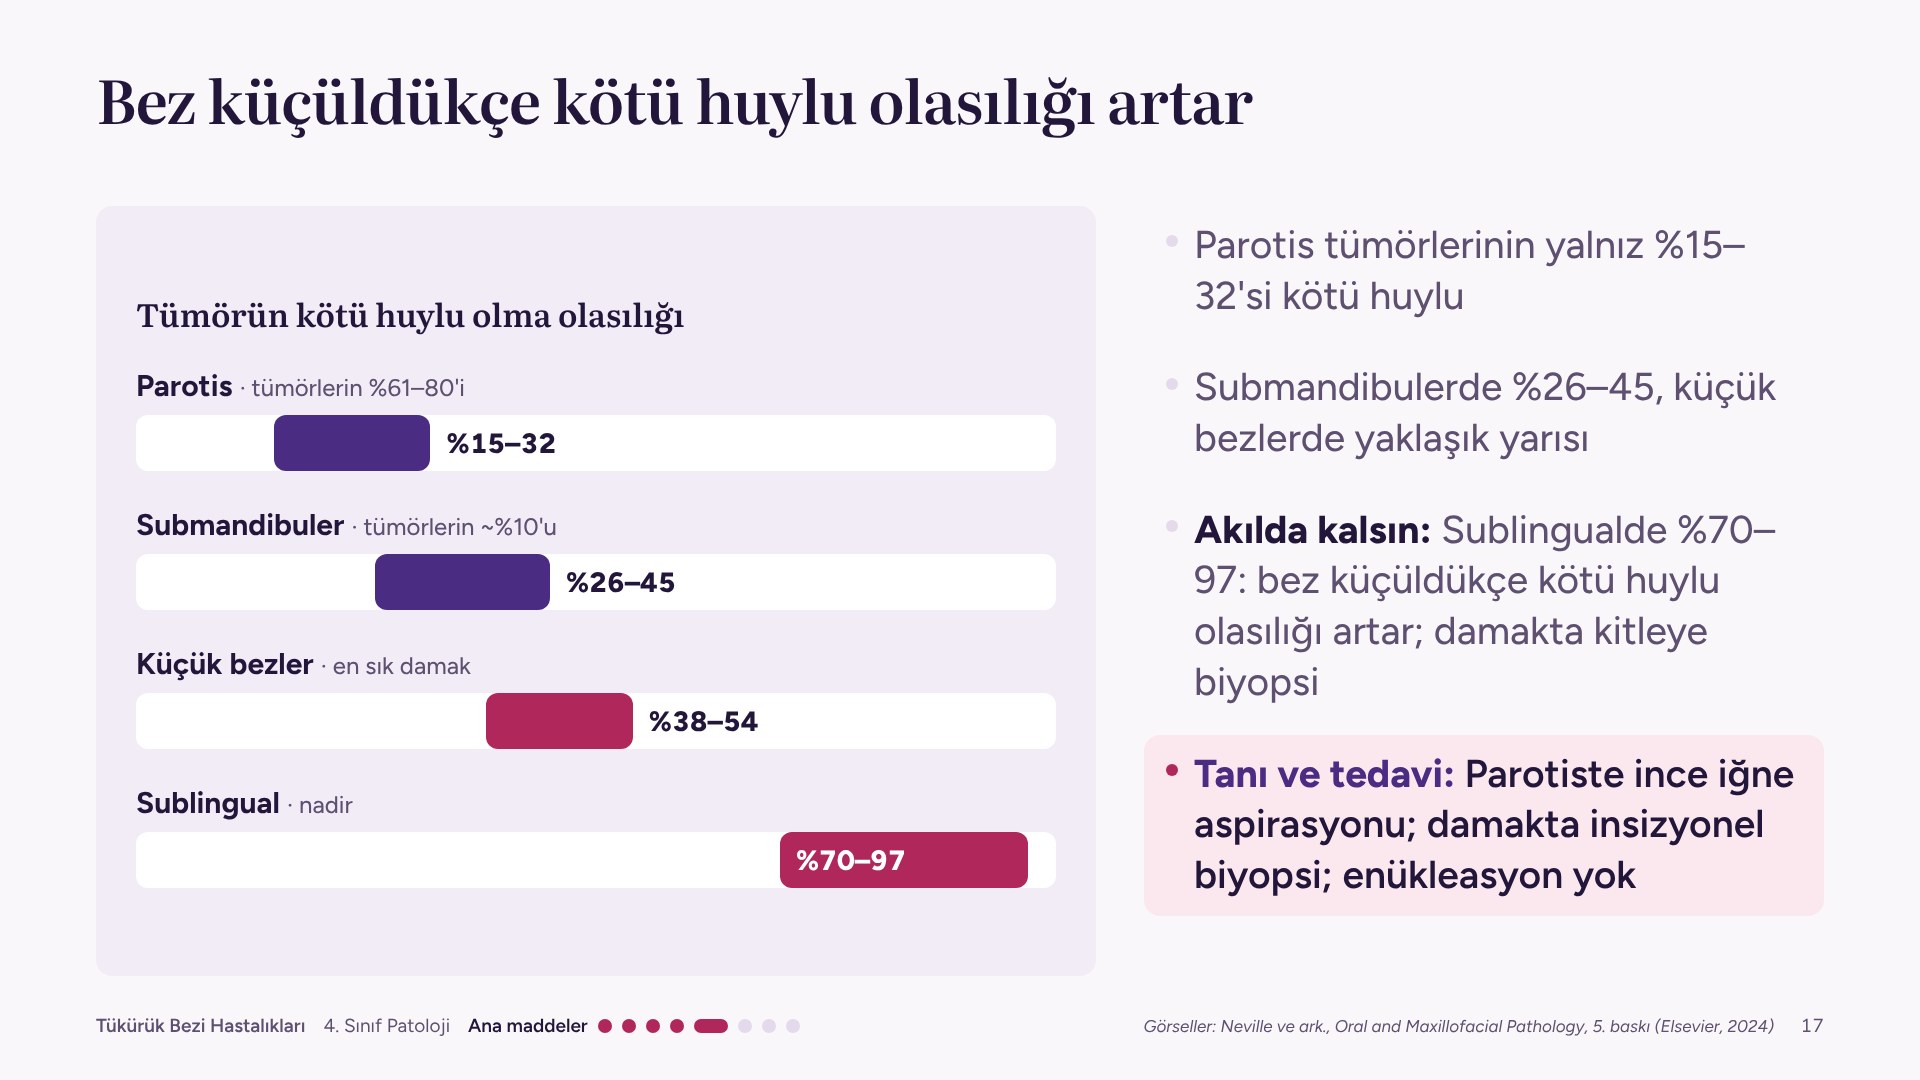 Bez küçüldükçe kötü huylu olasılığı artar
Tümörün kötü huylu olma olasılığı
Parotis · tümörlerin %61–80'i
%15–32
Submandibuler · tümörlerin ~%10'u
%26–45
Küçük bezler · en sık damak
%38–54
Sublingual · nadir
%70–97
Parotis tümörlerinin yalnız %15–
32'si kötü huylu
Submandibulerde %26–45, küçük
bezlerde yaklaşık yarısı
Akılda kalsın: Sublingualde %70–
97: bez küçüldükçe kötü huylu
olasılığı artar; damakta kitleye
biyopsi
Tanı ve tedavi: Parotiste ince iğne
aspirasyonu; damakta insizyonel
biyopsi; enükleasyon yok
Tükürük Bezi Hastalıkları 4. Sınıf Patoloji Ana maddeler
Görseller: Neville ve ark., Oral and Maxillofacial Pathology, 5. baskı (Elsevier, 2024) 17